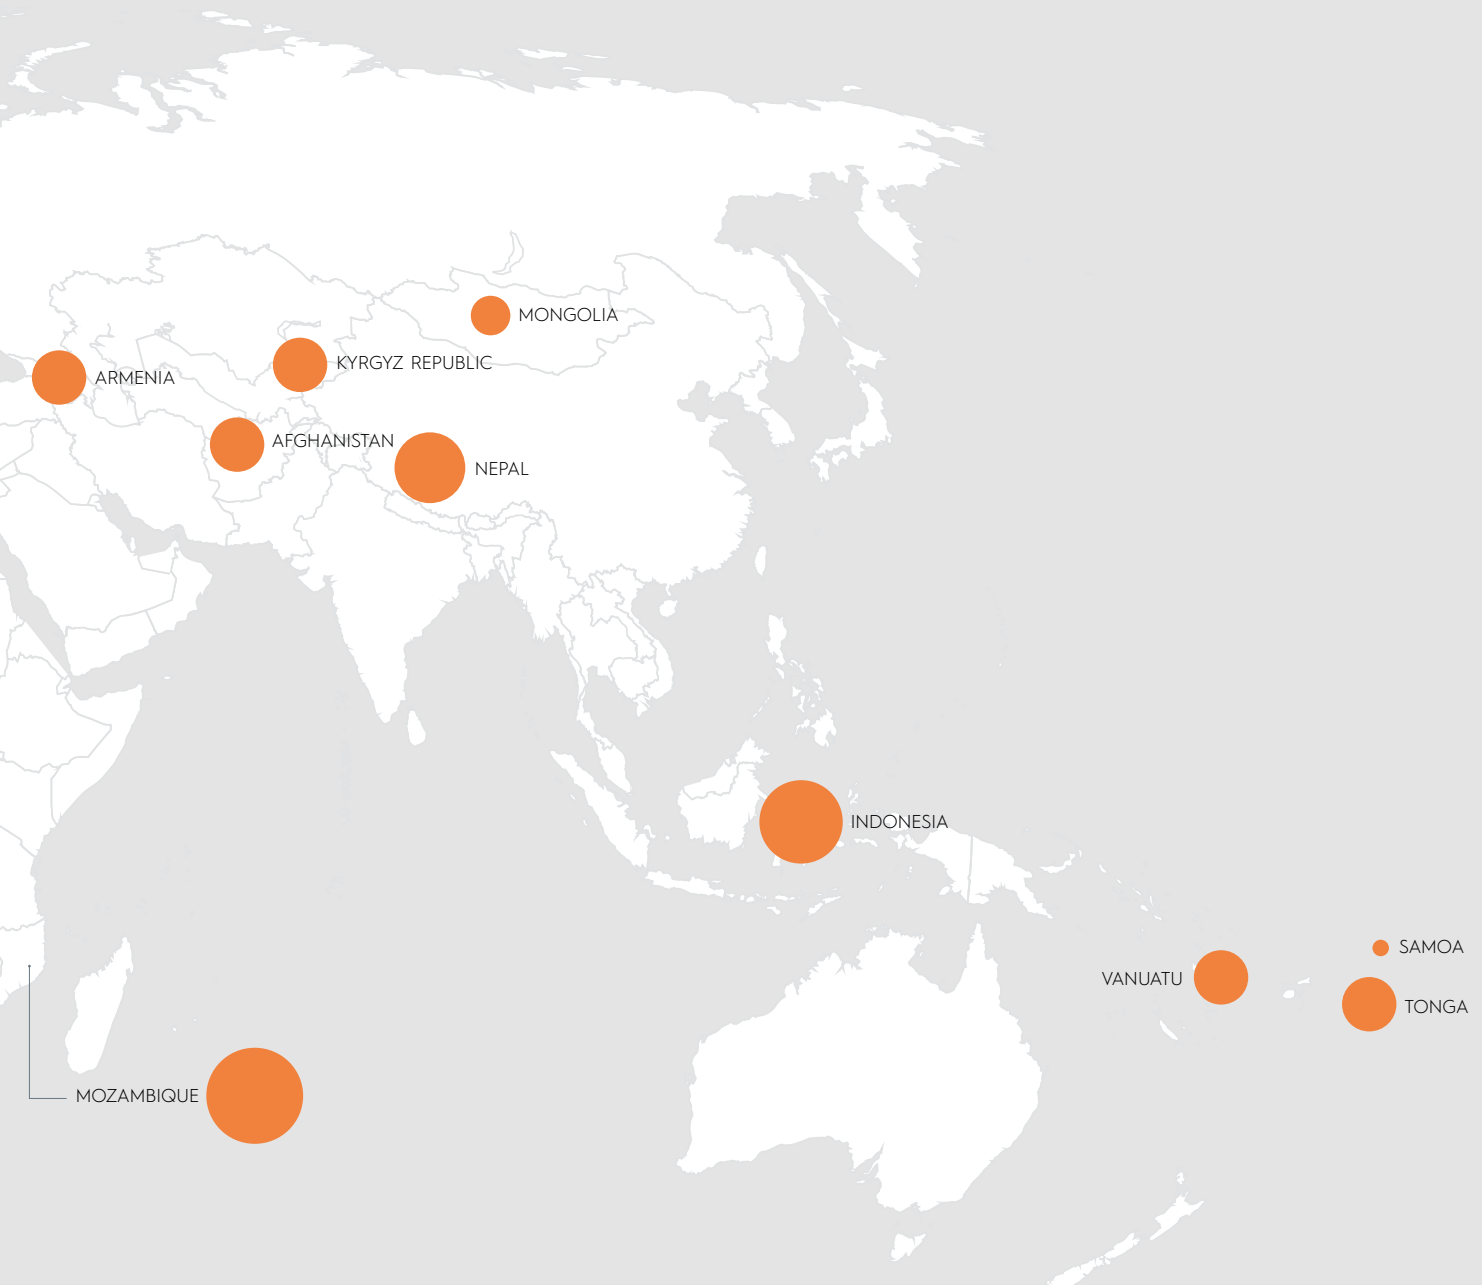 MONGOLIA
KYRGYZ REPUBLIC
ARMENIA
AFGHANISTAN
NEPAL
INDONESIA
SAMOA
VANUATU
TONGA
MOZAMBIQUE